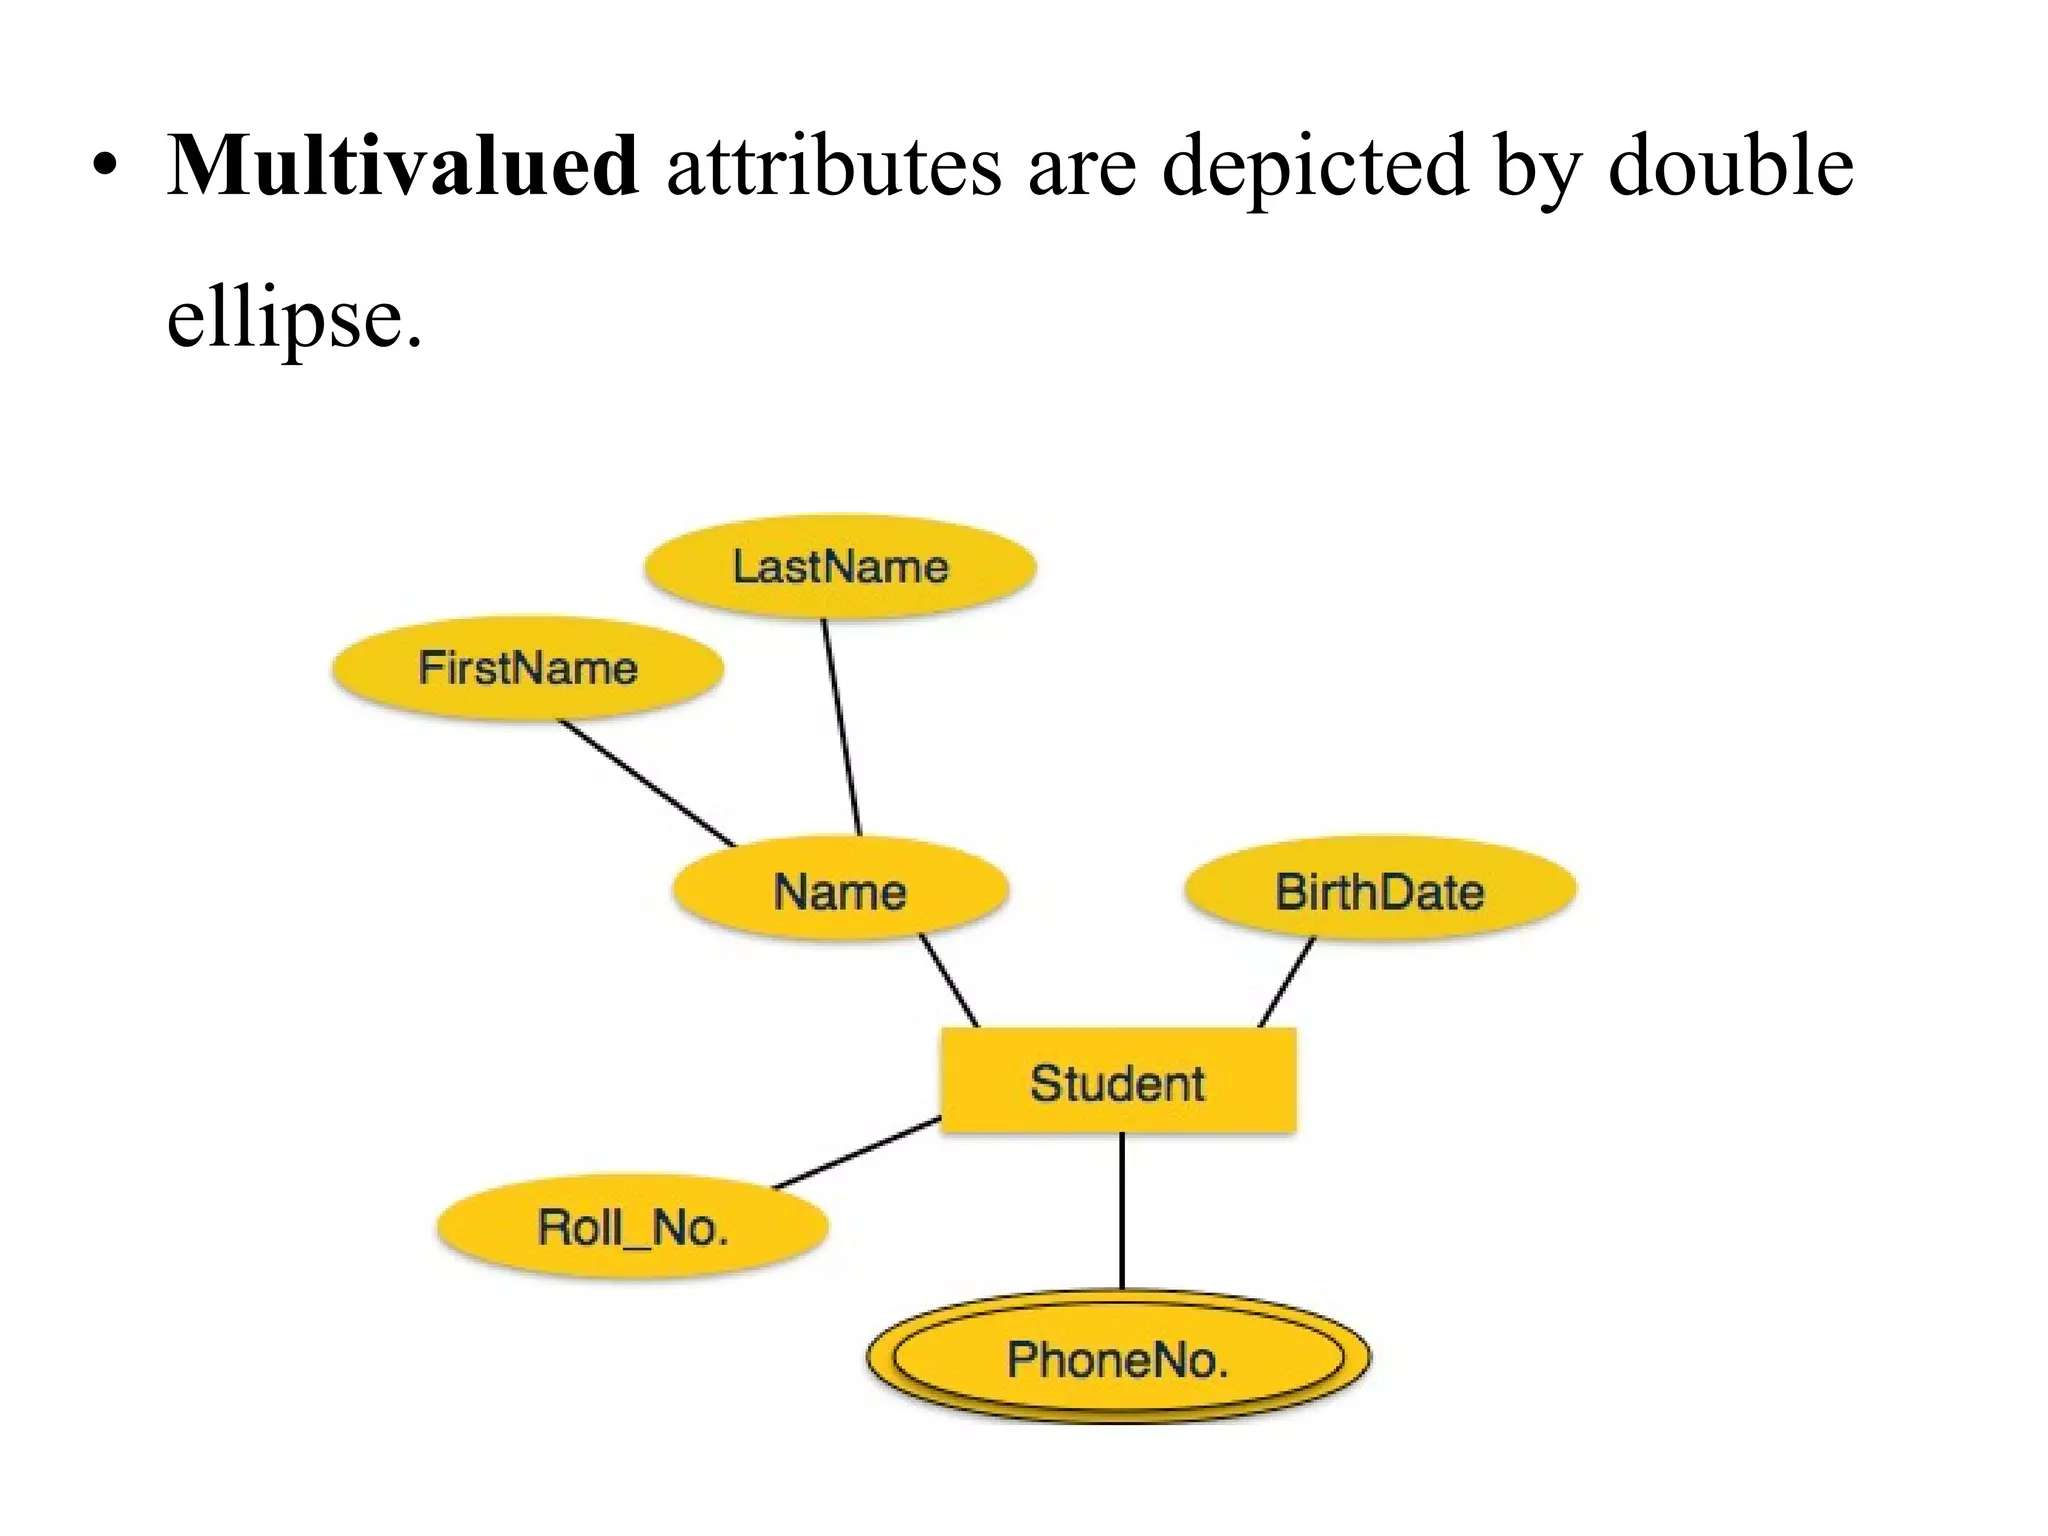 • Multivalued attributes are depicted by double
ellipse.
LastName
FirstName
Name
BirthDate
Student
Roll_No.
PhoneNo.